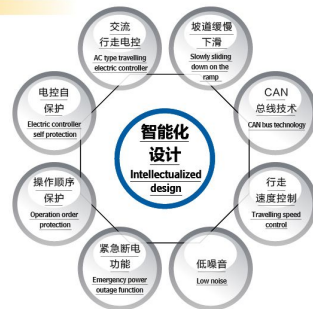 智能化
设计
Intellectualized
design
交流
行走电控
AC type travelling
electric controller
坡道缓慢
下滑
Slowly sliding
down on the
ramp
CAN
总线技术
CAN bus technology
行走
速度控制
Travelling speed
control
低噪音
Low noise
紧急断电
功能
Emergency power
outage function
操作顺序
保护
Operation order
protection
电控自
保护
Electric controller
self protection